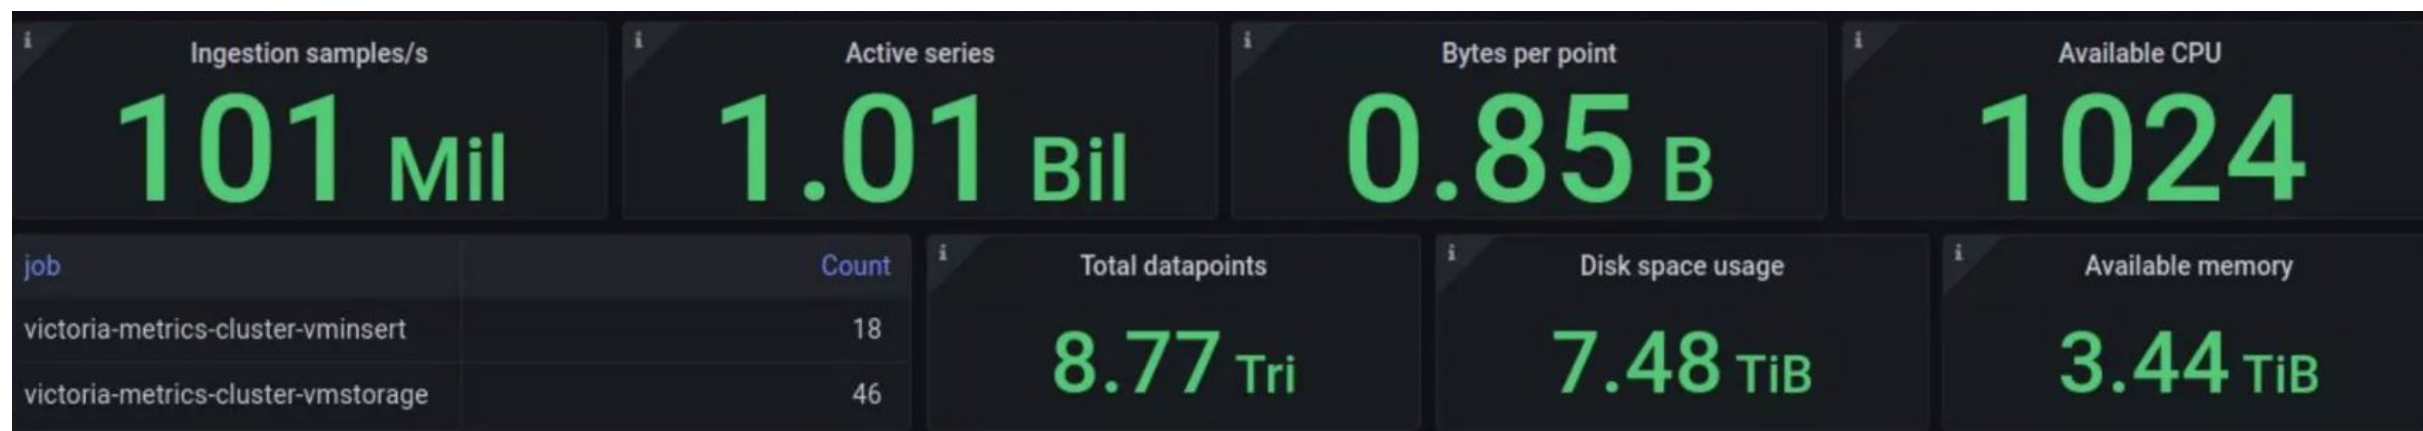 Ingestion samples/s
101 Mil
Active series
1.01 Bil
Bytes per point
0.85 B
Available CPU
1024
job Count
victoria-metrics-cluster-vminsert 18
victoria-metrics-cluster-vmstorage 46
Total datapoints
8.77 Tri
Disk space usage
7.48 TiB
Available memory
3.44 TiB